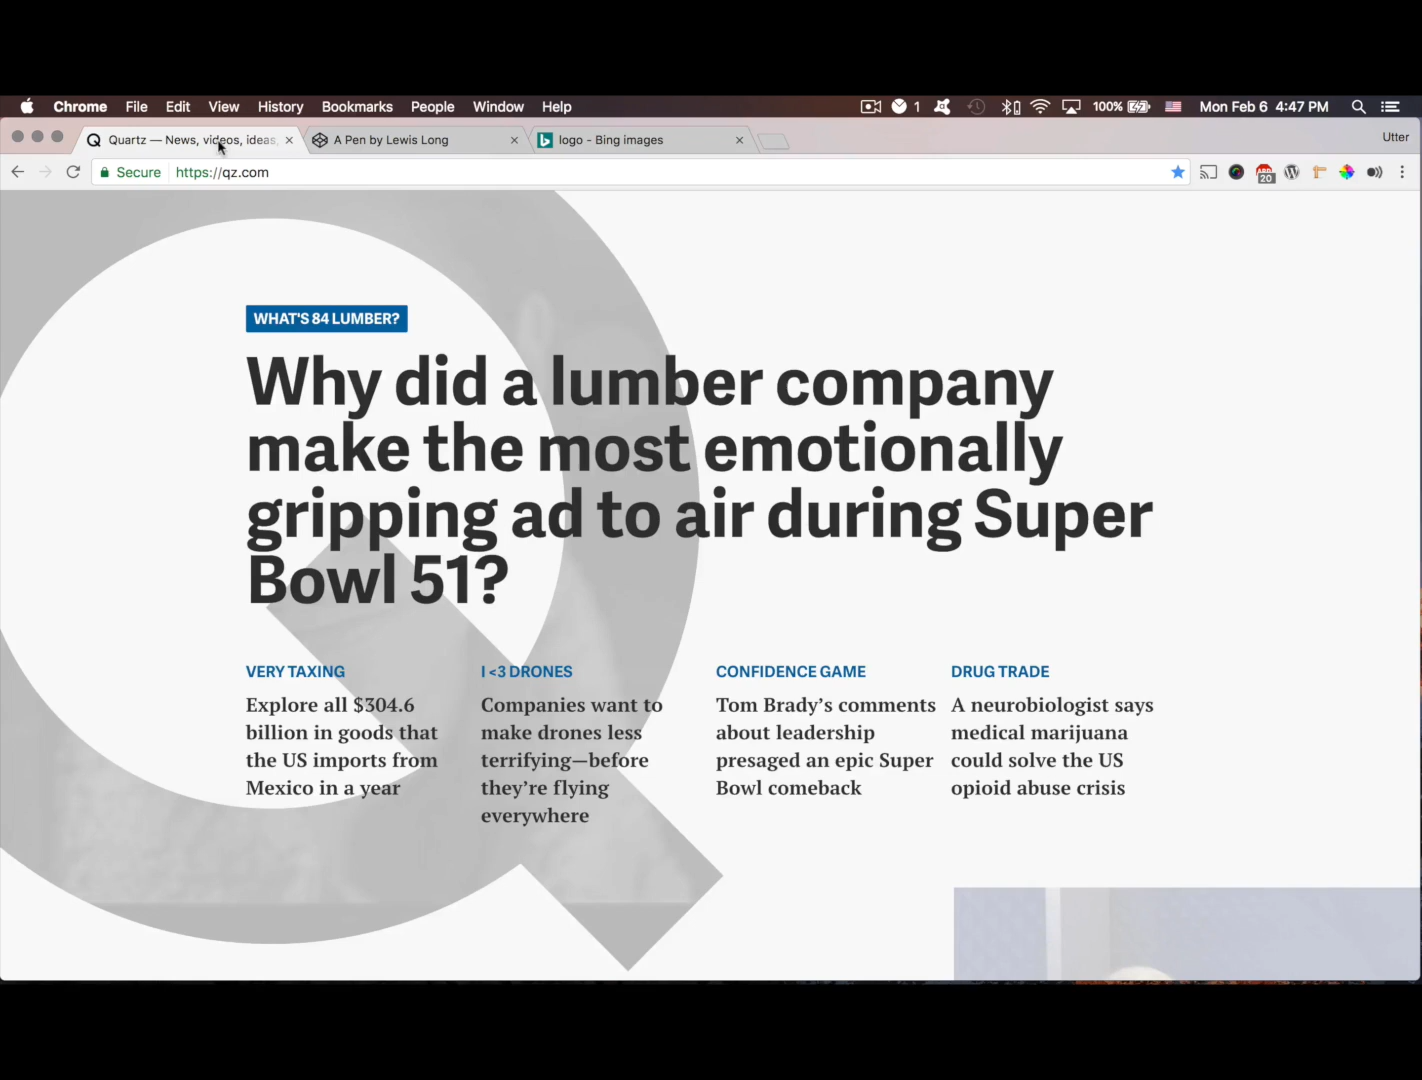 Chrome File Edit View History Bookmarks People Window Help 1 100% Mon Feb 6 4:47 PM
Quartz — News, videos, ideas, A Pen by Lewis Long logo - Bing images Utter
Secure https://qz.com 20
WHAT'S 84 LUMBER?
Why did a lumber company
make the most emotionally
gripping ad to air during Super
Bowl 51?
VERY TAXING
Explore all $304.6
billion in goods that
the US imports from
Mexico in a year
I <3 DRONES
Companies want to
make drones less
terrifying—before
they're flying
everywhere
CONFIDENCE GAME
Tom Brady's comments
about leadership
presaged an epic Super
Bowl comeback
DRUG TRADE
A neurobiologist says
medical marijuana
could solve the US
opioid abuse crisis